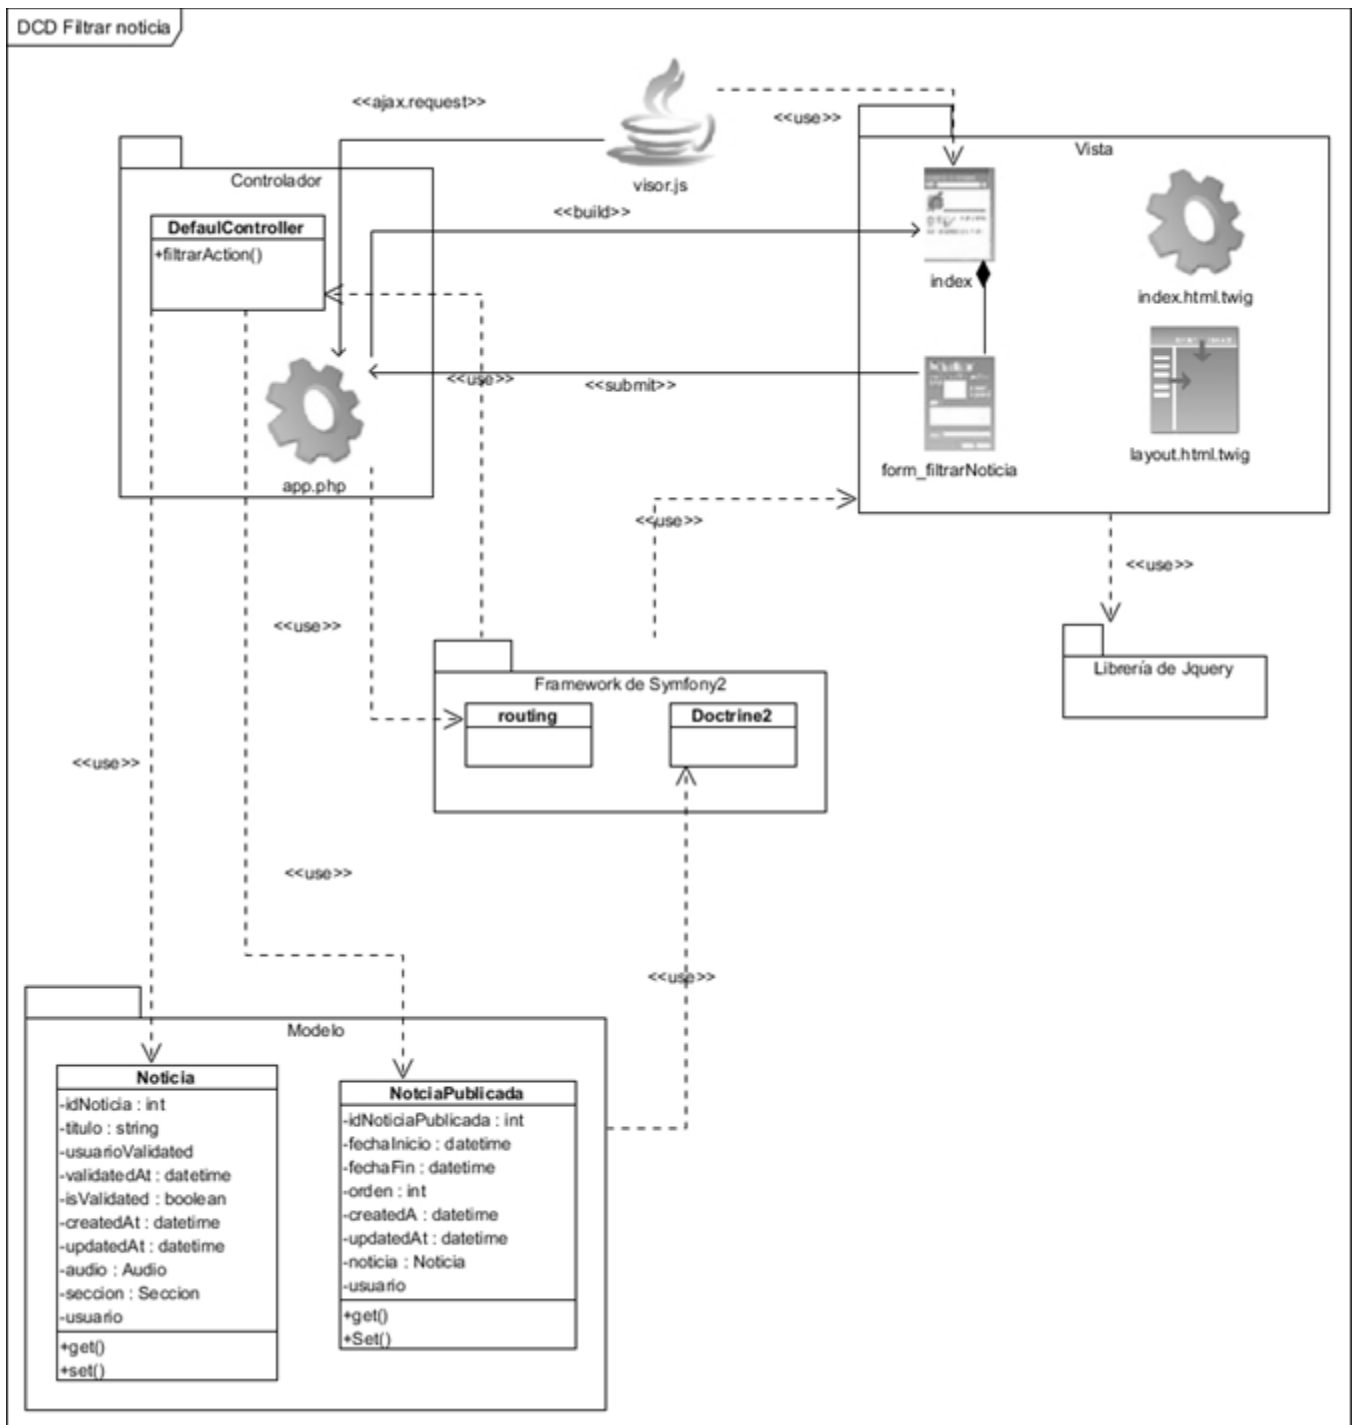 DCD Filtrar noticia
<<ajax.request>>
visor.js
<<use>>
Controlador
DefaulController
+filtrarAction()
<<build>>
Vista
index
index.html.twig
<<use>>
<<submit>>
app.php
form_filtrarNoticia
layout.html.twig
<<use>>
<<use>>
<<use>>
Framework de Symfony2
routing
Doctrine2
Librería de Jquery
<<use>>
<<use>>
<<use>>
Modelo
Noticia
-idNoticia : int
-titulo : string
-usuarioValidated
-validatedAt : datetime
-isValidated : boolean
-createdAt : datetime
-updatedAt : datetime
-audio : Audio
-seccion : Seccion
-usuario
+get()
+set()
NotciaPublicada
-idNoticiaPublicada : int
-fechaInicio : datetime
-fechaFin : datetime
-orden : int
-createdA : datetime
-updatedAt : datetime
-noticia : Noticia
-usuario
+get()
+Set()